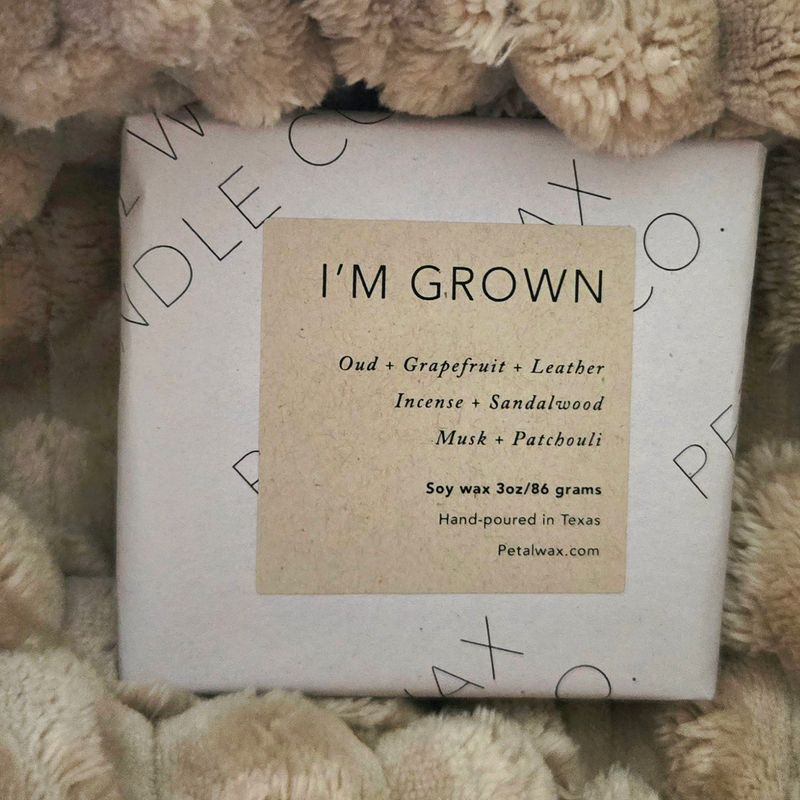 I'M GROWN
Oud + Grapefruit + Leather
Incense + Sandalwood
Musk + Patchouli
Soy wax 3oz/86 grams
Hand-poured in Texas
Petalwax.com